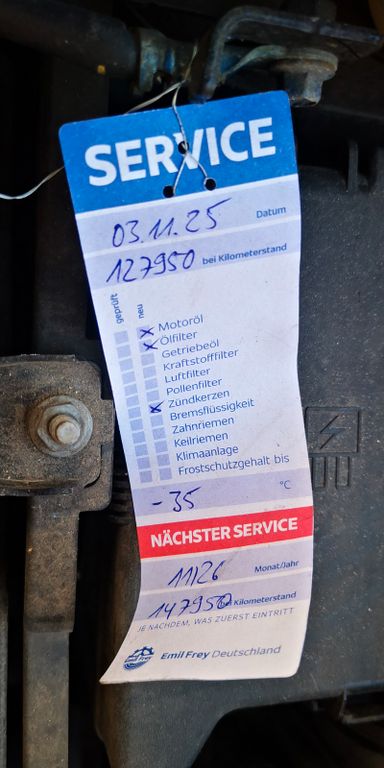 SERVICE
03.11.25 Datum
127950 bei Kilometerstand
geprüft
neu
x Motoröl
x Ölfilter
Getriebeöl
Kraftstofffilter
Luftfilter
Pollenfilter
x Zündkerzen
Bremsflüssigkeit
Zahnriemen
Keilriemen
Klimaanlage
Frostschutzgehalt bis
-35 °C
NÄCHSTER SERVICE
11/26 Monat/Jahr
147950 Kilometerstand
JE NACHDEM, WAS ZUERST EINTRITT
Emil Frey Deutschland